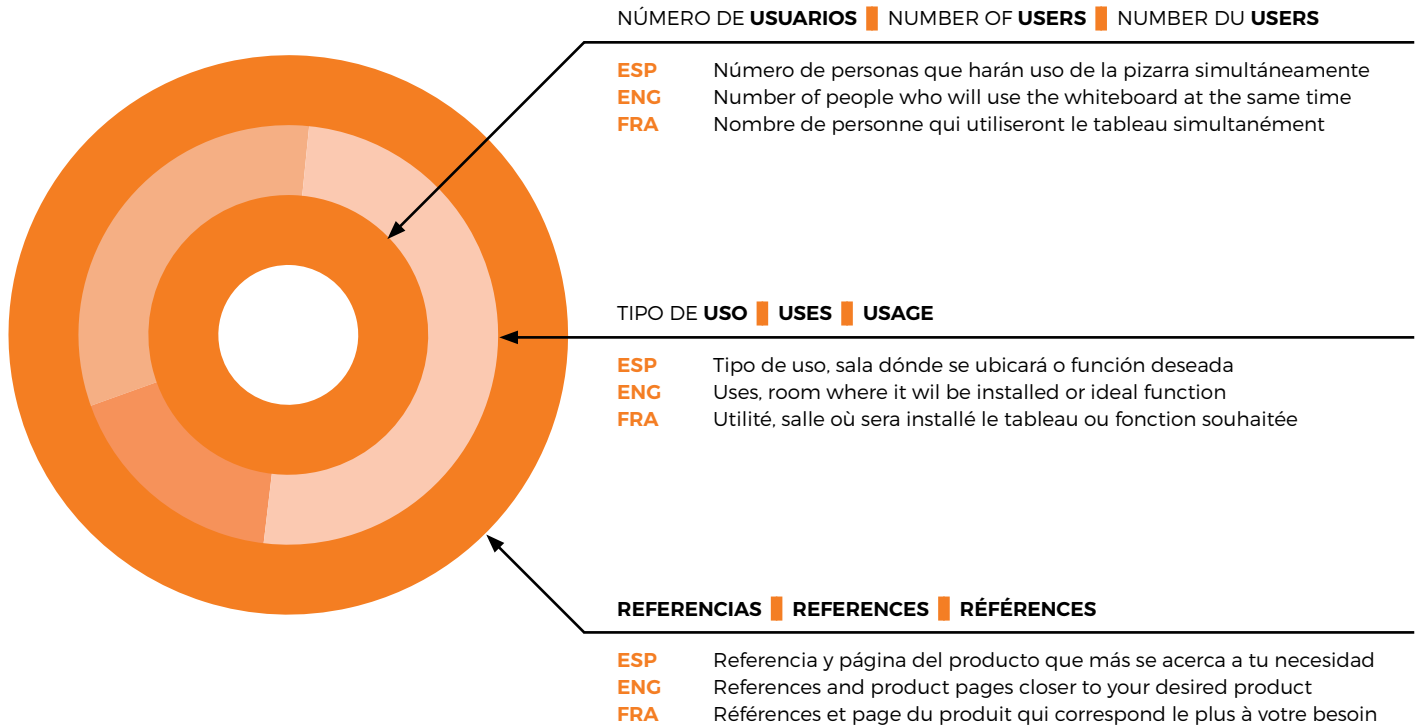 NÚMERO DE USUARIOS NUMBER OF USERS NUMBER DU USERS
ESP Número de personas que harán uso de la pizarra simultáneamente
ENG Number of people who will use the whiteboard at the same time
FRA Nombre de personne qui utiliseront le tableau simultanément
TIPO DE USO USES USAGE
ESP Tipo de uso, sala dónde se ubicará o función deseada
ENG Uses, room where it wil be installed or ideal function
FRA Utilité, salle où sera installé le tableau ou fonction souhaitée
REFERENCIAS REFERENCES RÉFÉRENCES
ESP Referencia y página del producto que más se acerca a tu necesidad
ENG References and product pages closer to your desired product
FRA Références et page du produit qui correspond le plus à votre besoin